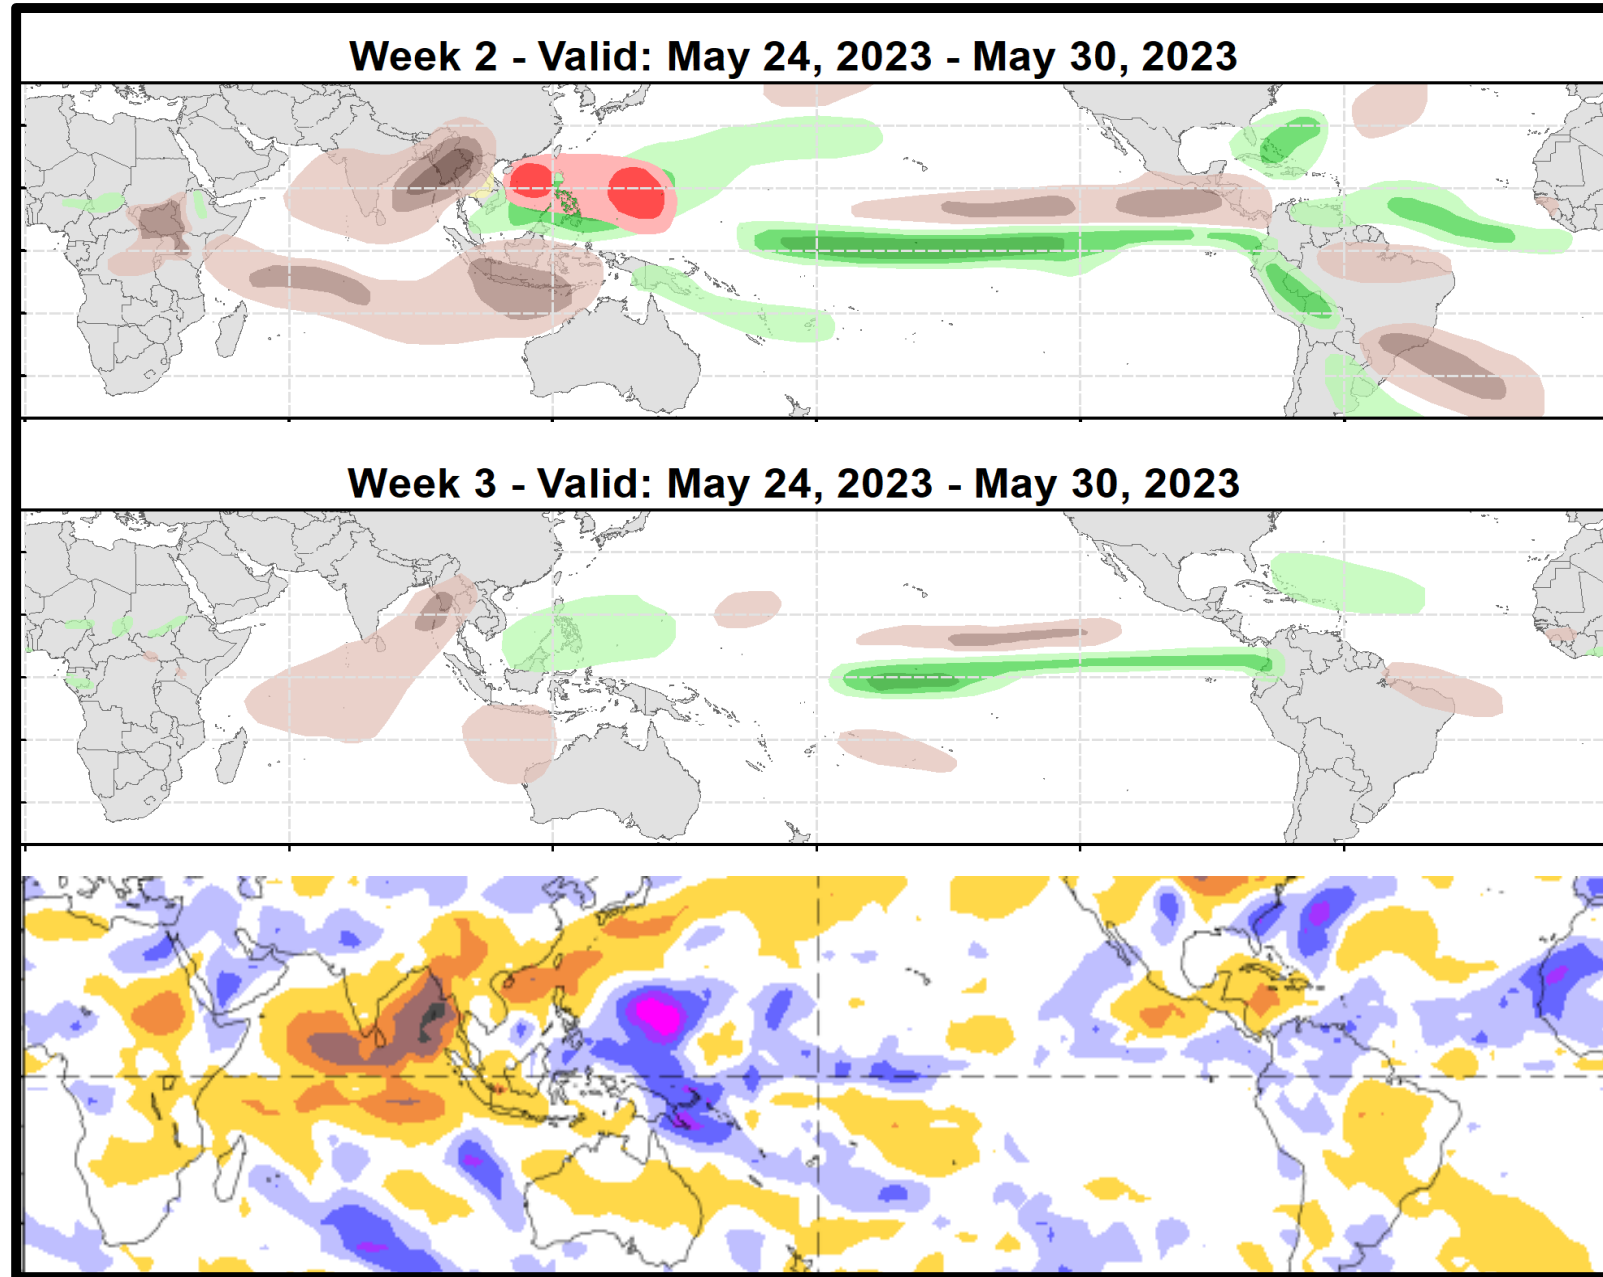 Week 2 - Valid: May 24, 2023 - May 30, 2023
Week 3 - Valid: May 24, 2023 - May 30, 2023